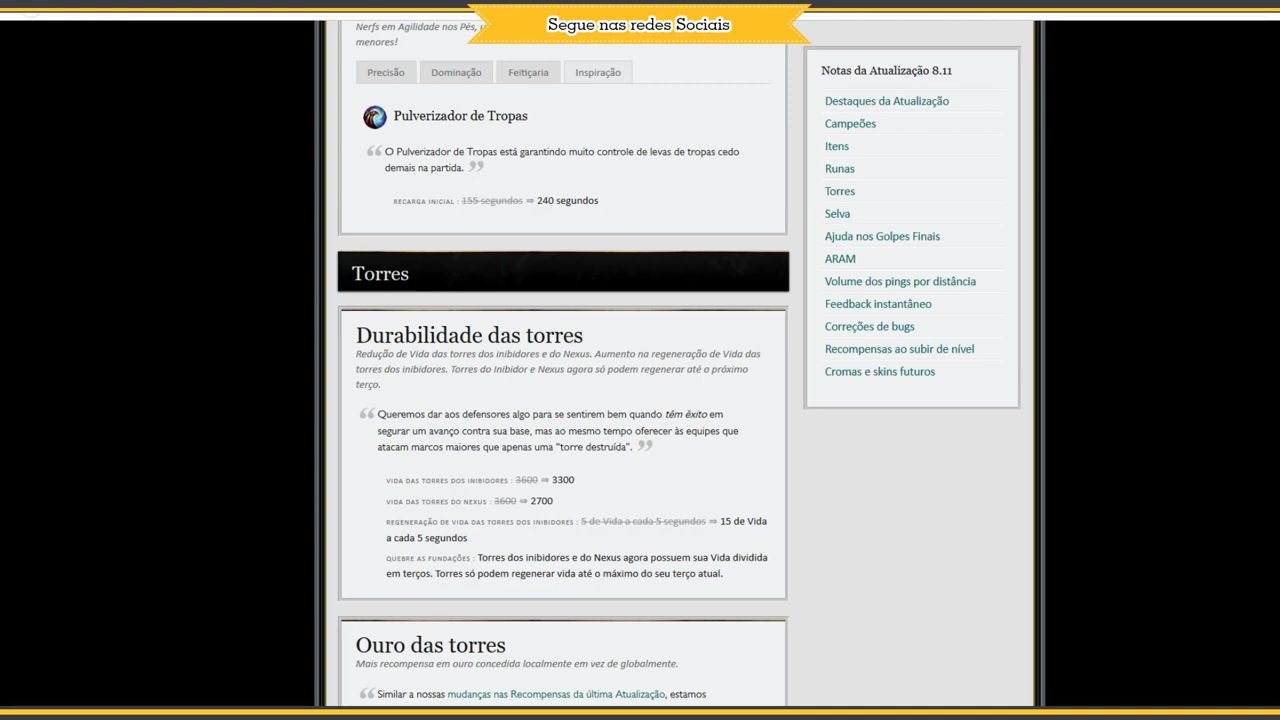 Segue nas redes Sociais
Nerfs em Agilidade nos Pés,
menores!
Precisão
Dominação
Feitiçaria
Inspiração
Pulverizador de Tropas
“ O Pulverizador de Tropas está garantindo muito controle de levas de tropas cedo
demais na partida. ”
RECARGA INICIAL : 155 segundos ⇒ 240 segundos
Torres
Durabilidade das torres
Redução de Vida das torres dos inibidores e do Nexus. Aumento na regeneração de Vida das
torres dos inibidores. Torres do Inibidor e Nexus agora só podem regenerar até o próximo
terço.
“ Queremos dar aos defensores algo para se sentirem bem quando têm êxito em
segurar um avanço contra sua base, mas ao mesmo tempo oferecer às equipes que
atacam marcos maiores que apenas uma "torre destruída". ”
VIDA DAS TORRES DOS INIBIDORES : 3600 ⇒ 3300
VIDA DAS TORRES DO NEXUS : 3600 ⇒ 2700
REGENERAÇÃO DE VIDA DAS TORRES DOS INIBIDORES : 5 de Vida a cada 5 segundos ⇒ 15 de Vida
a cada 5 segundos
QUEBRE AS FUNDAÇÕES : Torres dos inibidores e do Nexus agora possuem sua Vida dividida
em terços. Torres só podem regenerar vida até o máximo do seu terço atual.
Ouro das torres
Mais recompensa em ouro concedida localmente em vez de globalmente.
“ Similar a nossas mudanças nas Recompensas da última Atualização, estamos
Notas da Atualização 8.11
Destaques da Atualização
Campeões
Itens
Runas
Torres
Selva
Ajuda nos Golpes Finais
ARAM
Volume dos pings por distância
Feedback instantâneo
Correções de bugs
Recompensas ao subir de nível
Cromas e skins futuros